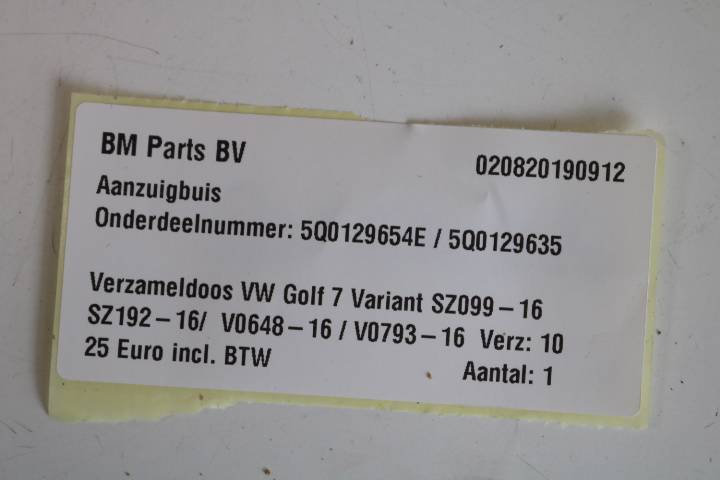 BM Parts BV 020820190912
Aanzuigbuis
Onderdeelnummer: 5Q0129654E / 5Q0129635
Verzameldoos VW Golf 7 Variant SZ099-16
SZ192-16/ V0648-16 / V0793-16 Verz: 10
25 Euro incl. BTW Aantal: 1